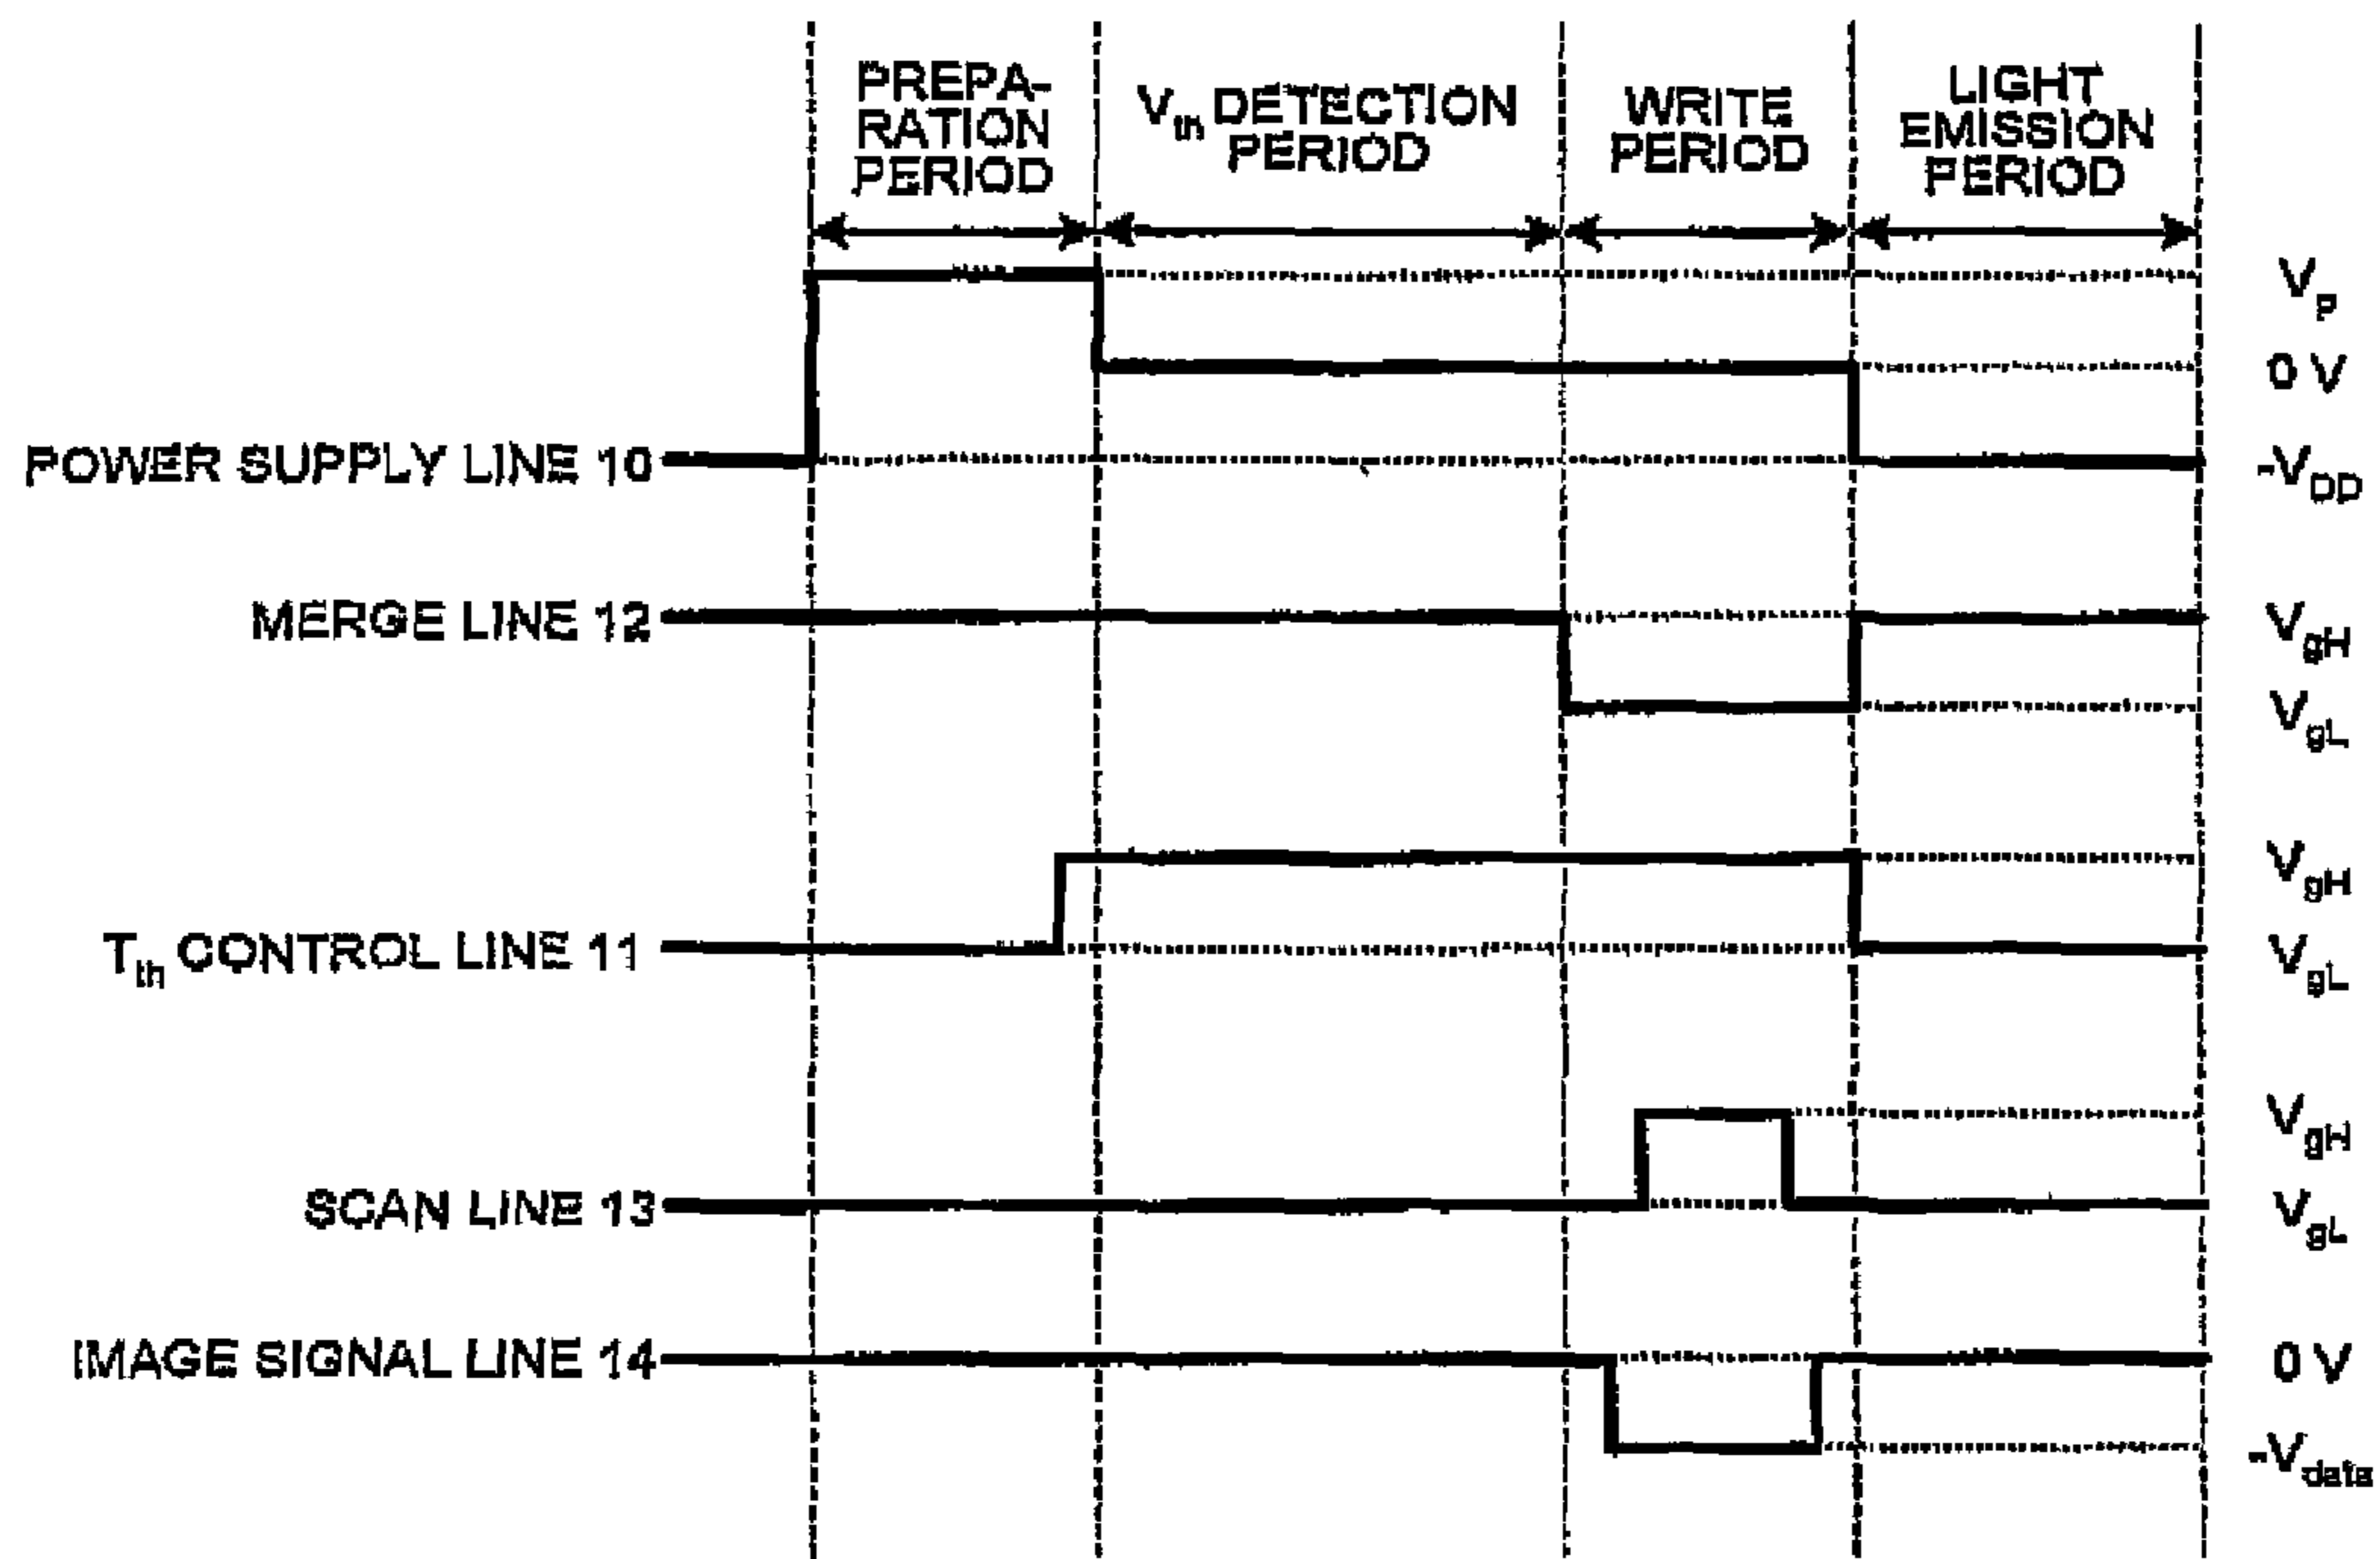 PREPA-
RATION
PERIOD
Vth DETECTION
PERIOD
WRITE
PERIOD
LIGHT
EMISSION
PERIOD
Vp
0 V
POWER SUPPLY LINE 10
-VDD
MERGE LINE 12
VgH
VgL
VgH
Tth CONTROL LINE 11
VgL
VgH
SCAN LINE 13
VgL
IMAGE SIGNAL LINE 14
0 V
-Vdata